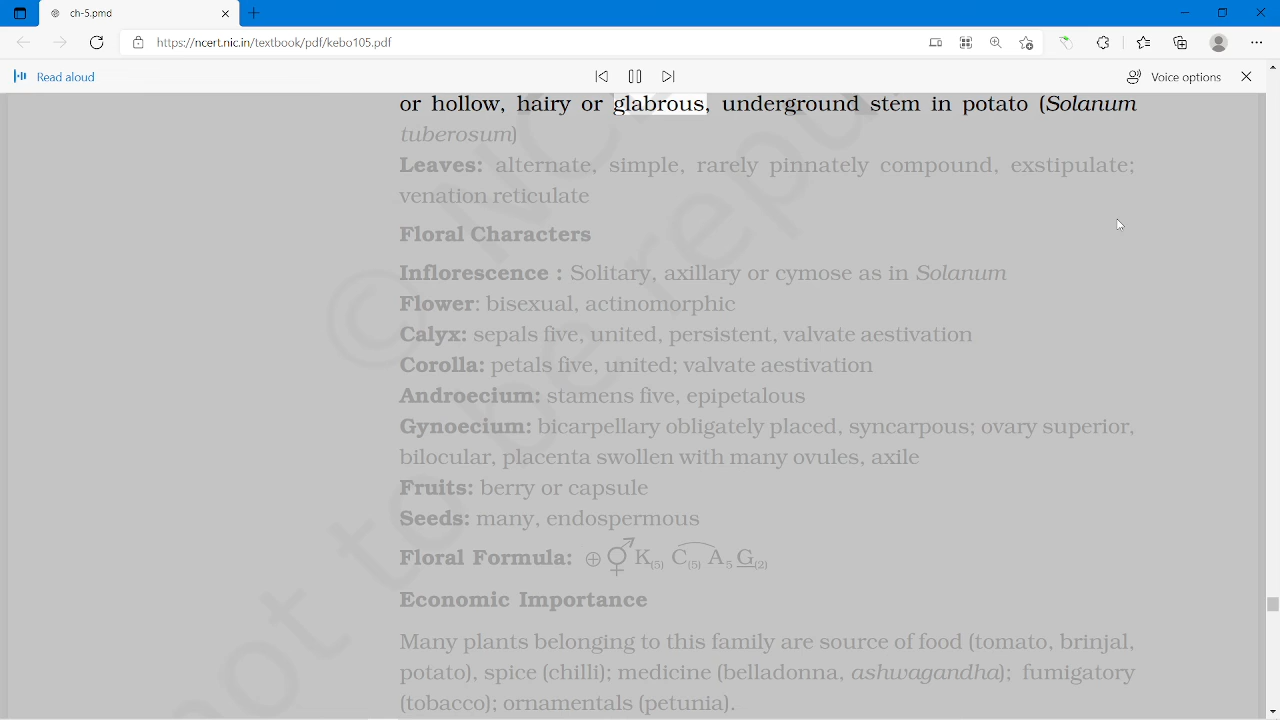 ch-5.pmd
https://ncert.nic.in/textbook/pdf/kebo105.pdf
Read aloud
Voice options
or hollow, hairy or glabrous, underground stem in potato (Solanum
tuberosum)
Leaves: alternate, simple, rarely pinnately compound, exstipulate;
venation reticulate
Floral Characters
Inflorescence : Solitary, axillary or cymose as in Solanum
Flower: bisexual, actinomorphic
Calyx: sepals five, united, persistent, valvate aestivation
Corolla: petals five, united; valvate aestivation
Androecium: stamens five, epipetalous
Gynoecium: bicarpellary obligately placed, syncarpous; ovary superior,
bilocular, placenta swollen with many ovules, axile
Fruits: berry or capsule
Seeds: many, endospermous
Floral Formula: ⊕ ⚥ K(5) C(5) A5 G(2)
Economic Importance
Many plants belonging to this family are source of food (tomato, brinjal,
potato), spice (chilli); medicine (belladonna, ashwagandha); fumigatory
(tobacco); ornamentals (petunia).